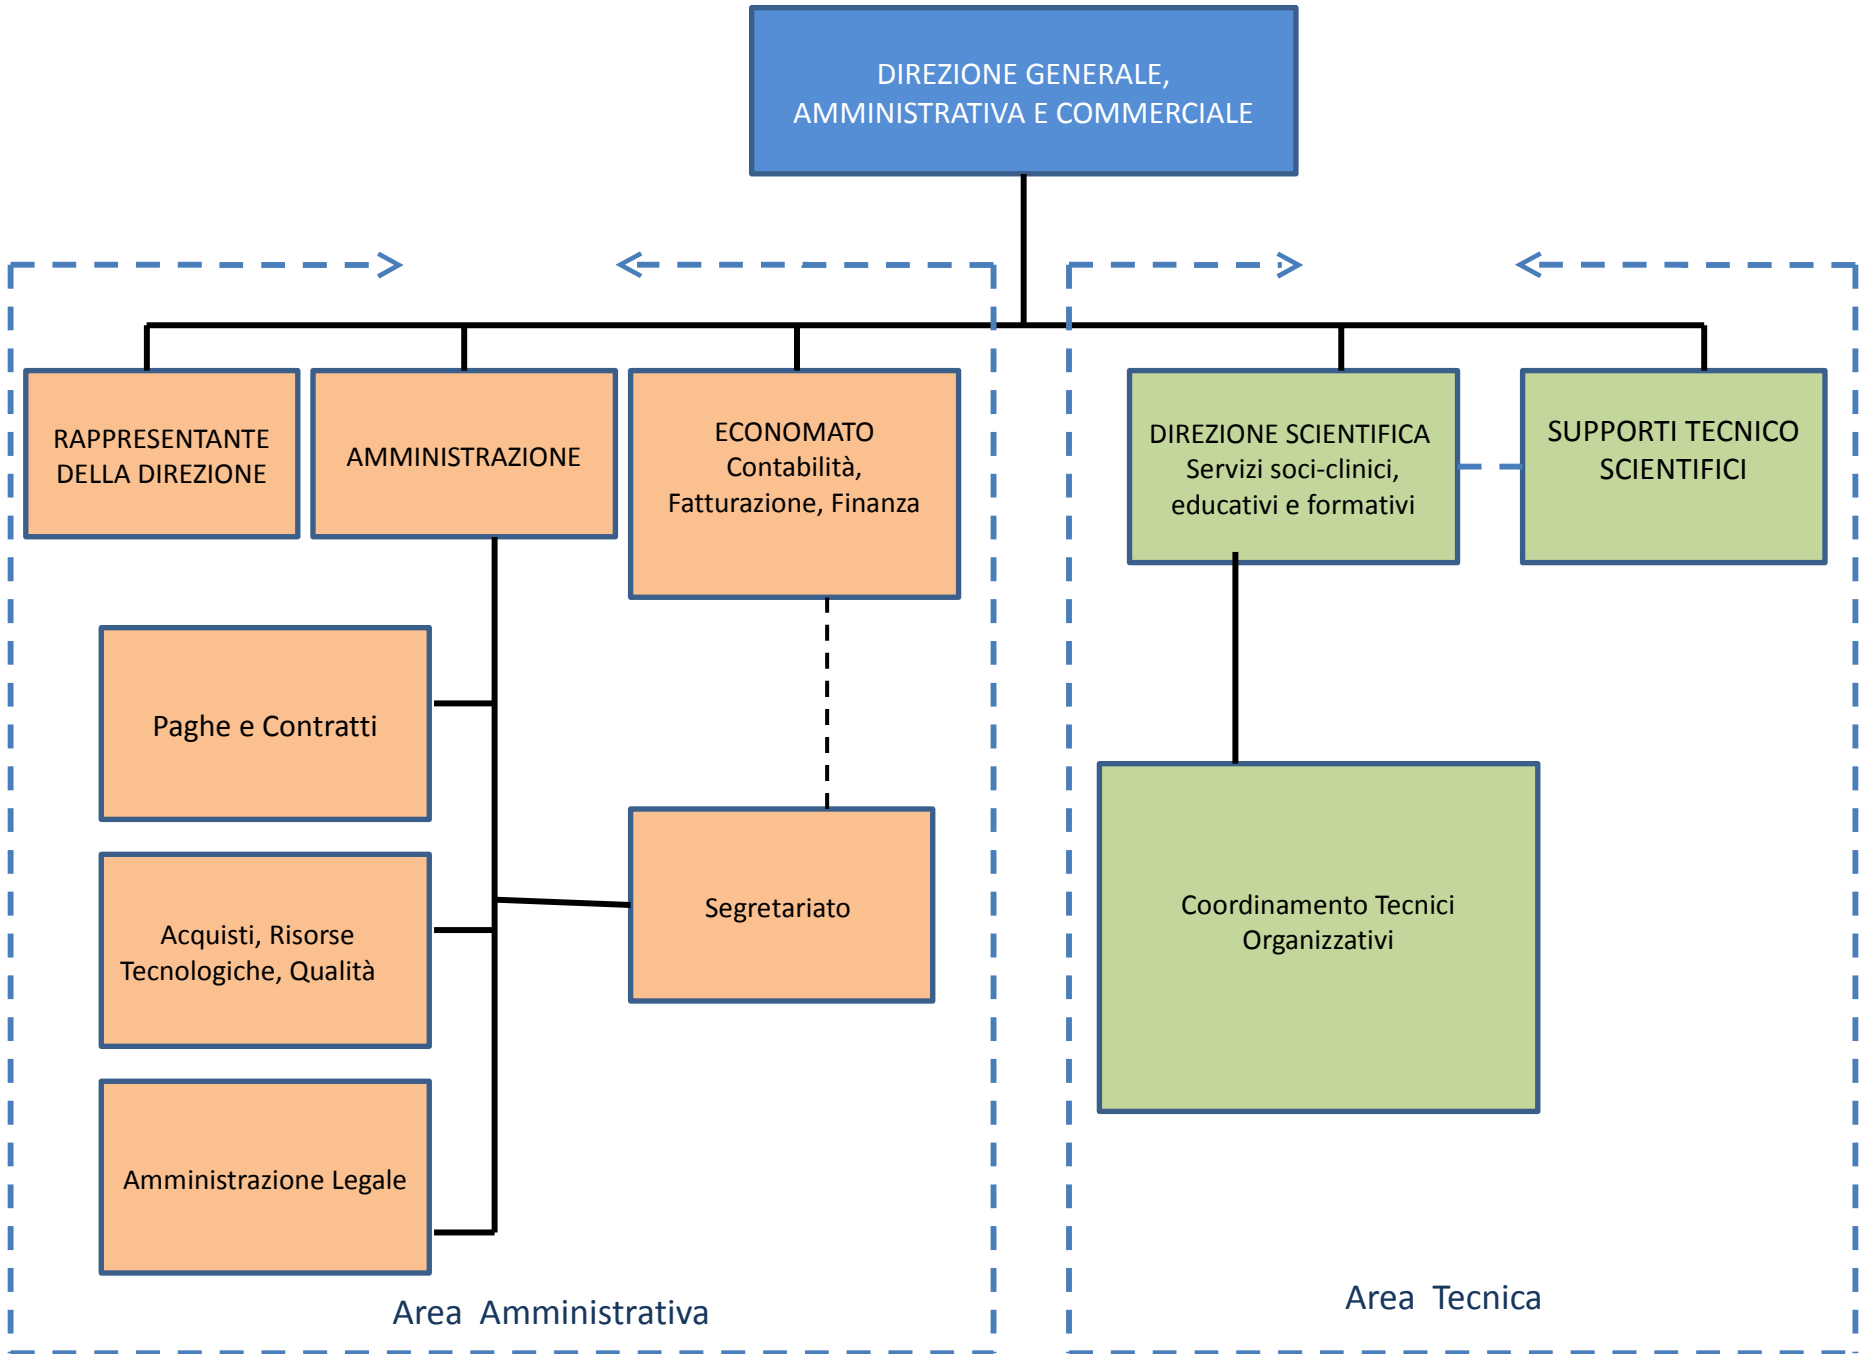 DIREZIONE GENERALE,
AMMINISTRATIVA E COMMERCIALE
RAPPRESENTANTE
DELLA DIREZIONE
AMMINISTRAZIONE
ECONOMATO
Contabilità,
Fatturazione, Finanza
DIREZIONE SCIENTIFICA
Servizi soci-clinici,
educativi e formativi
SUPPORTI TECNICO
SCIENTIFICI
Paghe e Contratti
Acquisti, Risorse
Tecnologiche, Qualità
Segretariato
Coordinamento Tecnici
Organizzativi
Amministrazione Legale
Area Amministrativa
Area Tecnica